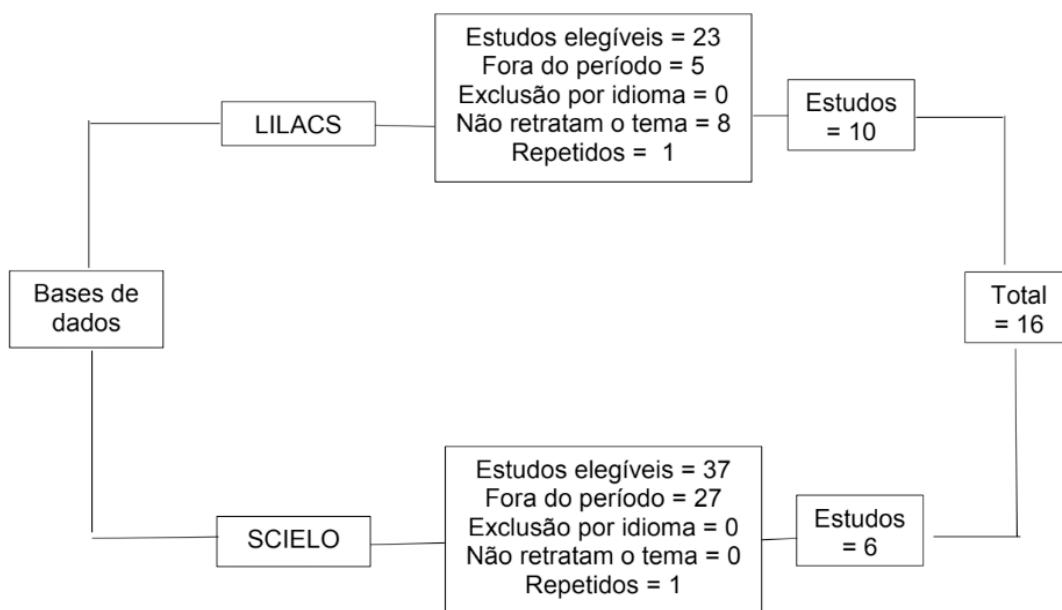 Estudos elegíveis = 23
Fora do período = 5
Exclusão por idioma = 0
Não retratam o tema = 8
Repetidos = 1
LILACS
Estudos
= 10
Bases de
dados
Total
= 16
Estudos elegíveis = 37
Fora do período = 27
Exclusão por idioma = 0
Não retratam o tema = 0
Repetidos = 1
SCIELO
Estudos
= 6